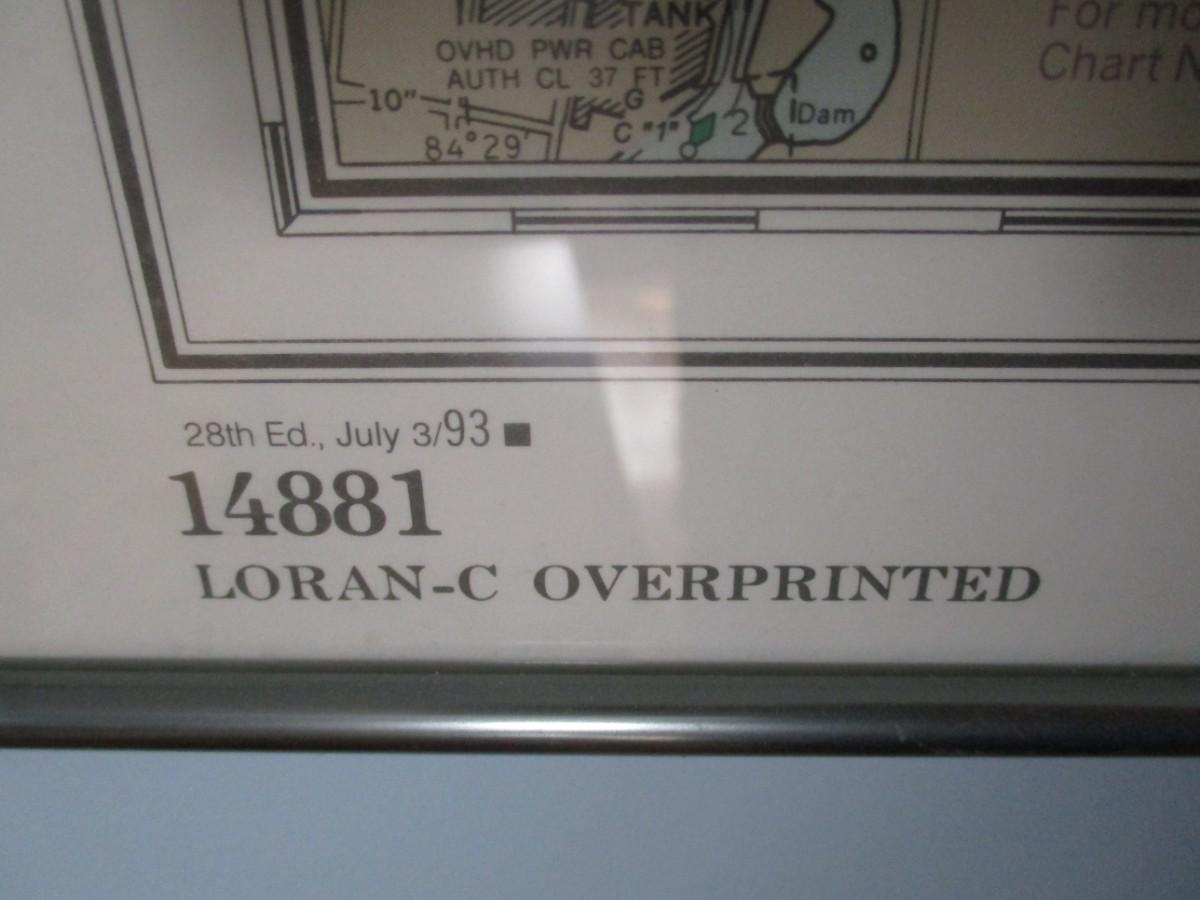 TANK
For mo
OVHD PWR CAB
Chart N
AUTH CL 37 FT
10"
G
C "1"
2
Dam
84°29'
28th Ed., July 3/93
14881
LORAN-C OVERPRINTED